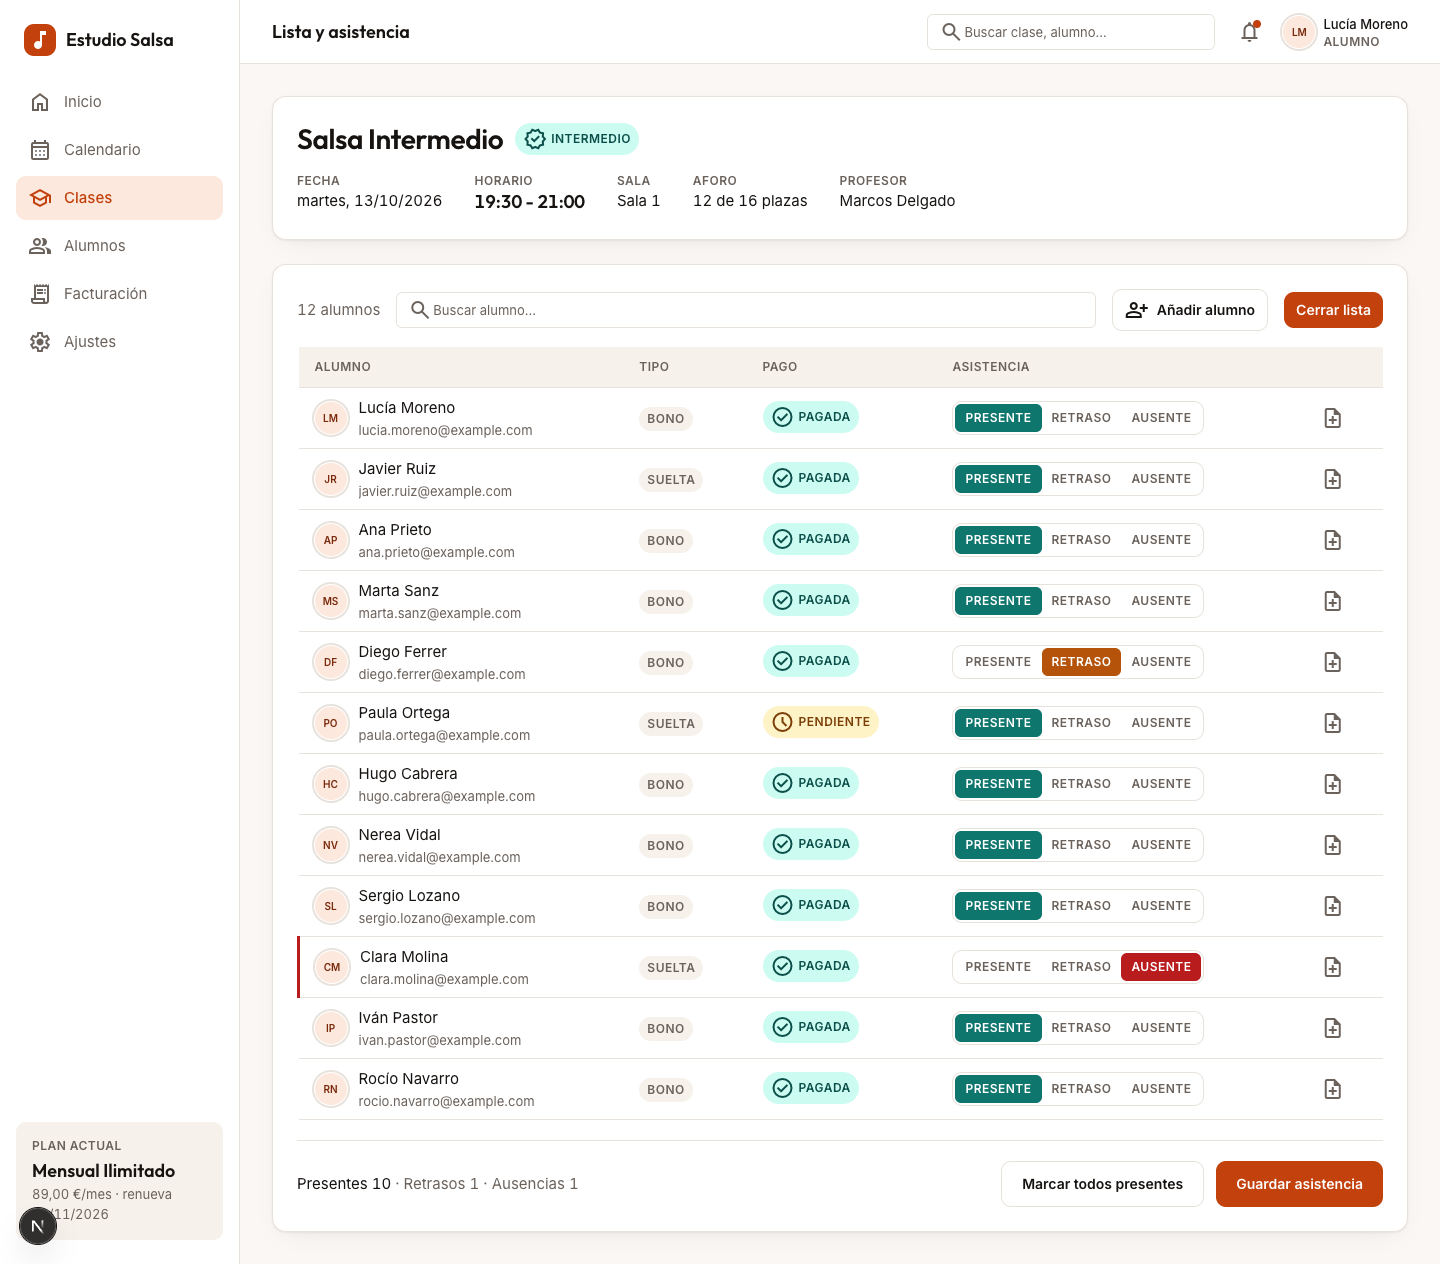 Estudio Salsa
Inicio
Calendario
Clases
Alumnos
Facturación
Ajustes
PLAN ACTUAL
Mensual Ilimitado
89,00 €/mes · renueva
/11/2026
Lista y asistencia
Buscar clase, alumno...
LM
Lucía Moreno
ALUMNO
Salsa Intermedio
INTERMEDIO
FECHA HORARIO SALA AFORO PROFESOR
martes, 13/10/2026 19:30 - 21:00 Sala 1 12 de 16 plazas Marcos Delgado
12 alumnos Buscar alumno... Añadir alumno Cerrar lista
ALUMNO TIPO PAGO ASISTENCIA
LM Lucía Moreno BONO PAGADA PRESENTE RETRASO AUSENTE
lucia.moreno@example.com
JR Javier Ruiz SUELTA PAGADA PRESENTE RETRASO AUSENTE
javier.ruiz@example.com
AP Ana Prieto BONO PAGADA PRESENTE RETRASO AUSENTE
ana.prieto@example.com
MS Marta Sanz BONO PAGADA PRESENTE RETRASO AUSENTE
marta.sanz@example.com
DF Diego Ferrer BONO PAGADA PRESENTE RETRASO AUSENTE
diego.ferrer@example.com
PO Paula Ortega SUELTA PENDIENTE PRESENTE RETRASO AUSENTE
paula.ortega@example.com
HC Hugo Cabrera BONO PAGADA PRESENTE RETRASO AUSENTE
hugo.cabrera@example.com
NV Nerea Vidal BONO PAGADA PRESENTE RETRASO AUSENTE
nerea.vidal@example.com
SL Sergio Lozano BONO PAGADA PRESENTE RETRASO AUSENTE
sergio.lozano@example.com
CM Clara Molina SUELTA PAGADA PRESENTE RETRASO AUSENTE
clara.molina@example.com
IP Iván Pastor BONO PAGADA PRESENTE RETRASO AUSENTE
ivan.pastor@example.com
RN Rocío Navarro BONO PAGADA PRESENTE RETRASO AUSENTE
rocio.navarro@example.com
Presentes 10 · Retrasos 1 · Ausencias 1 Marcar todos presentes Guardar asistencia